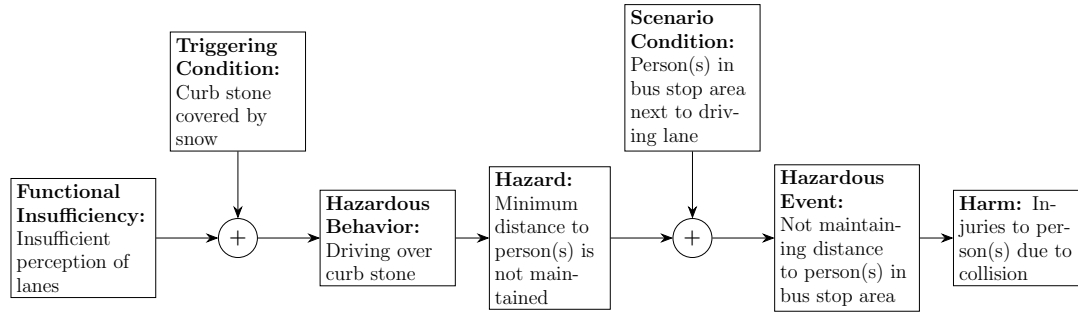 Functional
Insufficiency:
Insufficient
perception of
lanes
Triggering
Condition:
Curb stone
covered by
snow
+
Hazardous
Behavior:
Driving over
curb stone
Hazard:
Minimum
distance to
person(s) is
not main-
tained
Scenario
Condition:
Person(s) in
bus stop area
next to driv-
ing lane
+
Hazardous
Event:
Not maintain-
ing distance
to person(s) in
bus stop area
Harm: In-
juries to per-
son(s) due to
collision